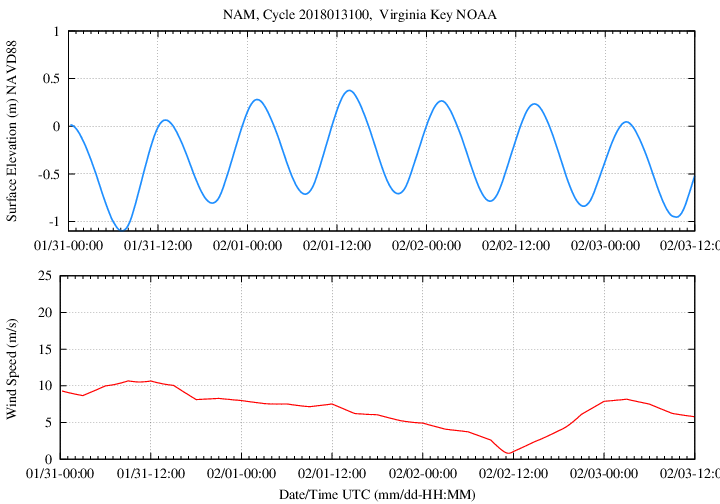 NAM, Cycle 2018013100,  Virginia Key NOAA
Surface Elevation (m) NAVD88
1
0.5
0
-0.5
-1
01/31-00:00 01/31-12:00 02/01-00:00 02/01-12:00 02/02-00:00 02/02-12:00 02/03-00:00 02/03-12:0
Wind Speed (m/s)
25
20
15
10
5
0
01/31-00:00 01/31-12:00 02/01-00:00 02/01-12:00 02/02-00:00 02/02-12:00 02/03-00:00 02/03-12:0
Date/Time UTC (mm/dd-HH:MM)